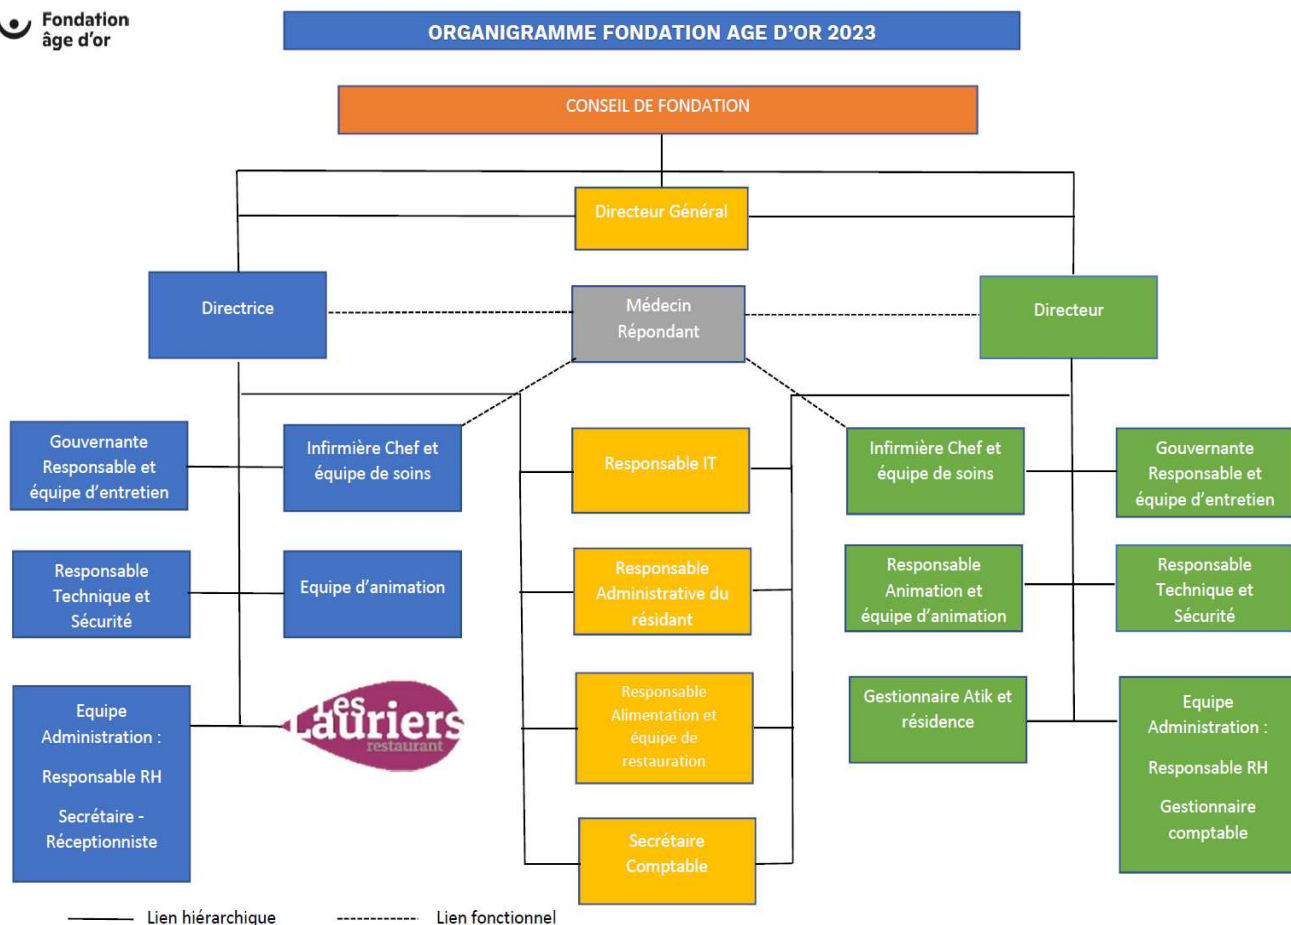 Fondation
âge d'or
ORGANIGRAMME FONDATION AGE D'OR 2023
CONSEIL DE FONDATION
Directeur Général
Directrice
Médecin
Répondant
Directeur
Gouvernante
Responsable et
équipe d'entretien
Infirmière Chef et
équipe de soins
Responsable IT
Infirmière Chef et
équipe de soins
Gouvernante
Responsable et
équipe d'entretien
Responsable
Technique et
Sécurité
Equipe d'animation
Responsable
Administrative du
résidant
Responsable
Animation et
équipe d'animation
Responsable
Technique et
Sécurité
Equipe
Administration :
Responsable RH
Secrétaire -
Réceptionniste
Les
Lauriers
restaurant
Responsable
Alimentation et
équipe de
restauration
Gestionnaire Atik et
résidence
Equipe
Administration :
Responsable RH
Gestionnaire
comptable
Secrétaire
Comptable
Lien hiérarchique
Lien fonctionnel